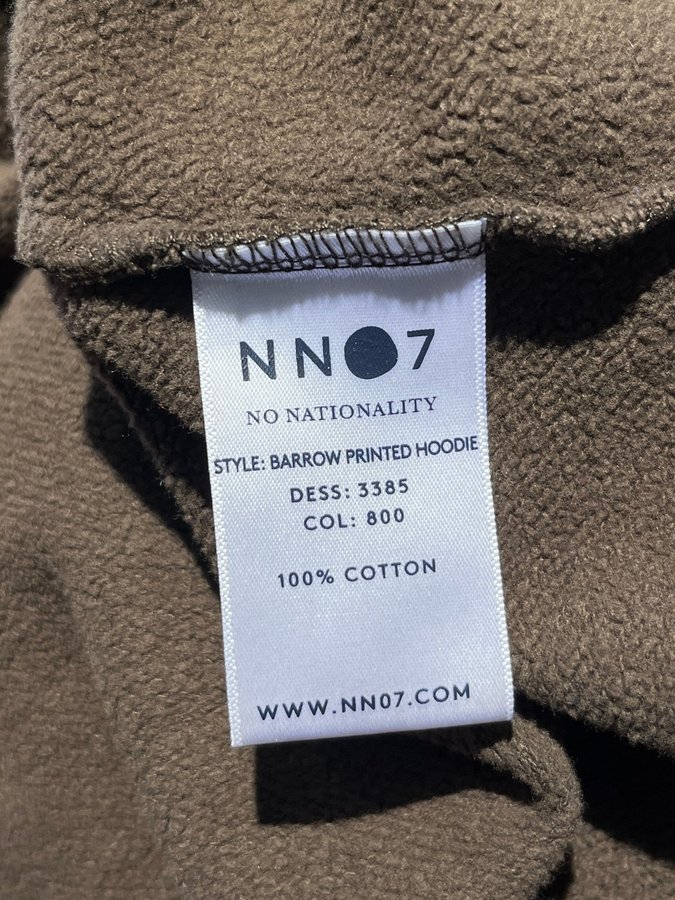 NN07
NO NATIONALITY
STYLE: BARROW PRINTED HOODIE
DESS: 3385
COL: 800
100% COTTON
WWW.NN07.COM